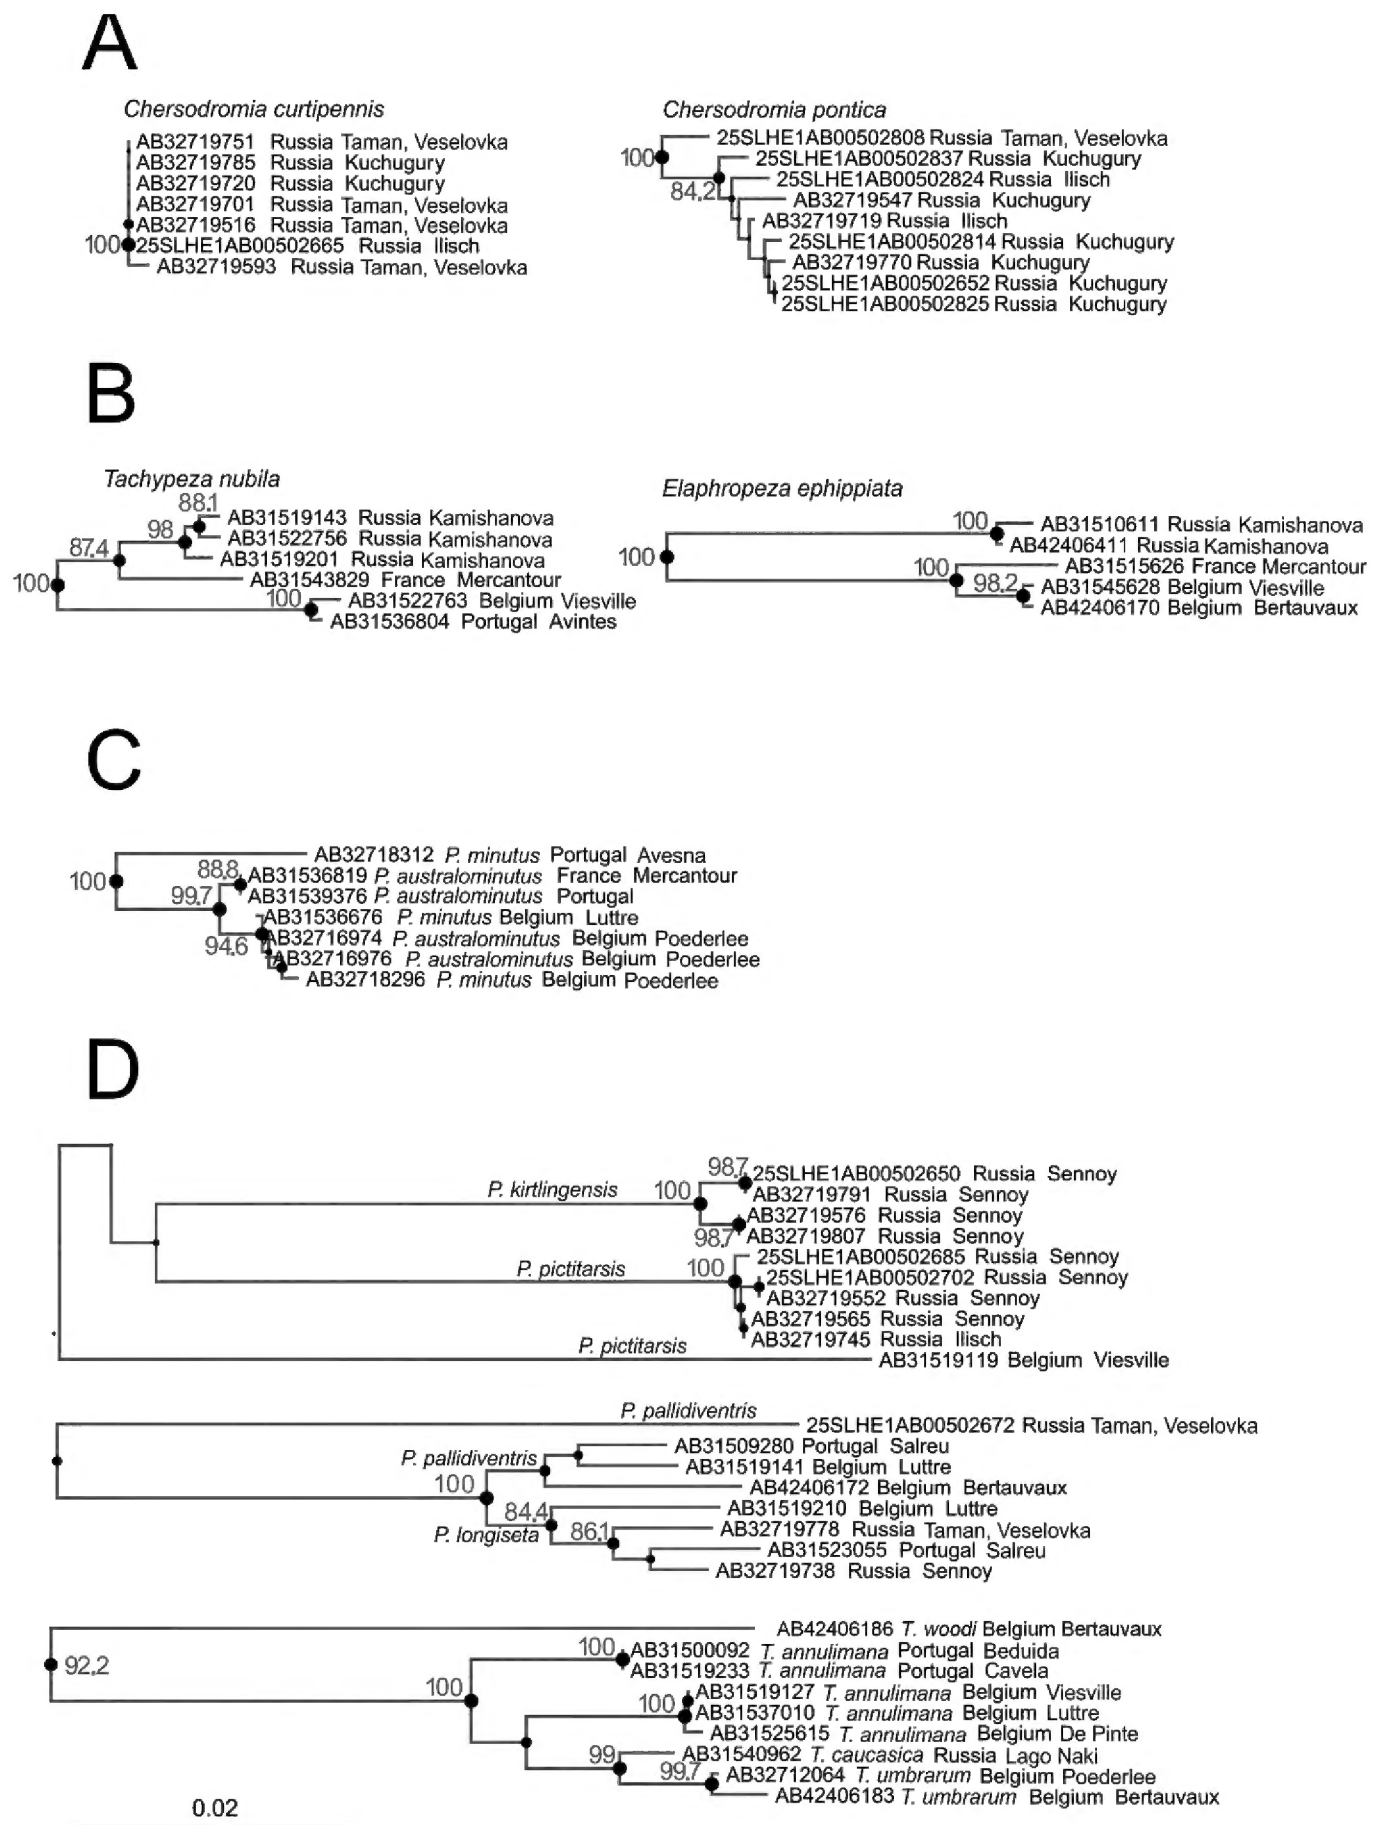 A
Chersodromia curtipennis
AB32719751 Russia Taman, Veselovka
AB32719785 Russia Kuchugury
AB32719720 Russia Kuchugury
AB32719701 Russia Taman, Veselovka
AB32719516 Russia Taman, Veselovka
100 25SLHE1AB00502665 Russia Ilisch
AB32719593 Russia Taman, Veselovka
Chersodromia pontica
25SLHE1AB00502808 Russia Taman, Veselovka
100
25SLHE1AB00502837 Russia Kuchugury
84.2
25SLHE1AB00502824 Russia Ilisch
AB32719547 Russia Kuchugury
AB32719719 Russia Ilisch
25SLHE1AB00502814 Russia Kuchugury
AB32719770 Russia Kuchugury
25SLHE1AB00502652 Russia Kuchugury
25SLHE1AB00502825 Russia Kuchugury
B
Tachypeza nubila
88.1
AB31519143 Russia Kamishanova
98
AB31522756 Russia Kamishanova
87.4
AB31519201 Russia Kamishanova
100
AB31543829 France Mercantour
100
AB31522763 Belgium Viesville
AB31536804 Portugal Avintes
Elaphropeza ephippiata
100
AB31510611 Russia Kamishanova
AB42406411 Russia Kamishanova
100
100
AB31515626 France Mercantour
98.2
AB31545628 Belgium Viesville
AB42406170 Belgium Bertauvaux
C
AB32718312 P. minutus Portugal Avesna
100
88.8
AB31536819 P. australominutus France Mercantour
99.7
AB31539376 P. australominutus Portugal
AB31536676 P. minutus Belgium Luttre
94.6
AB32716974 P. australominutus Belgium Poederlee
AB32716976 P. australominutus Belgium Poederlee
AB32718296 P. minutus Belgium Poederlee
D
98.7
25SLHE1AB00502650 Russia Sennoy
P. kirtlingensis
100
AB32719791 Russia Sennoy
AB32719576 Russia Sennoy
98.7
AB32719807 Russia Sennoy
25SLHE1AB00502685 Russia Sennoy
P. pictitarsis
100
25SLHE1AB00502702 Russia Sennoy
AB32719552 Russia Sennoy
AB32719565 Russia Sennoy
AB32719745 Russia Ilisch
P. pictitarsis
AB31519119 Belgium Viesville
P. pallidiventris
25SLHE1AB00502672 Russia Taman, Veselovka
AB31509280 Portugal Salreu
P. pallidiventris
AB31519141 Belgium Luttre
100
AB42406172 Belgium Bertauvaux
84.4
AB31519210 Belgium Luttre
P. longiseta
86.1
AB32719778 Russia Taman, Veselovka
AB31523055 Portugal Salreu
AB32719738 Russia Sennoy
AB42406186 T. woodi Belgium Bertauvaux
92.2
100
AB31500092 T. annulimana Portugal Beduida
AB31519233 T. annulimana Portugal Cavela
100
AB31519127 T. annulimana Belgium Viesville
100
AB31537010 T. annulimana Belgium Luttre
AB31525615 T. annulimana Belgium De Pinte
99
AB31540962 T. caucasica Russia Lago Naki
99.7
AB32712064 T. umbrarum Belgium Poederlee
AB42406183 T. umbrarum Belgium Bertauvaux
0.02